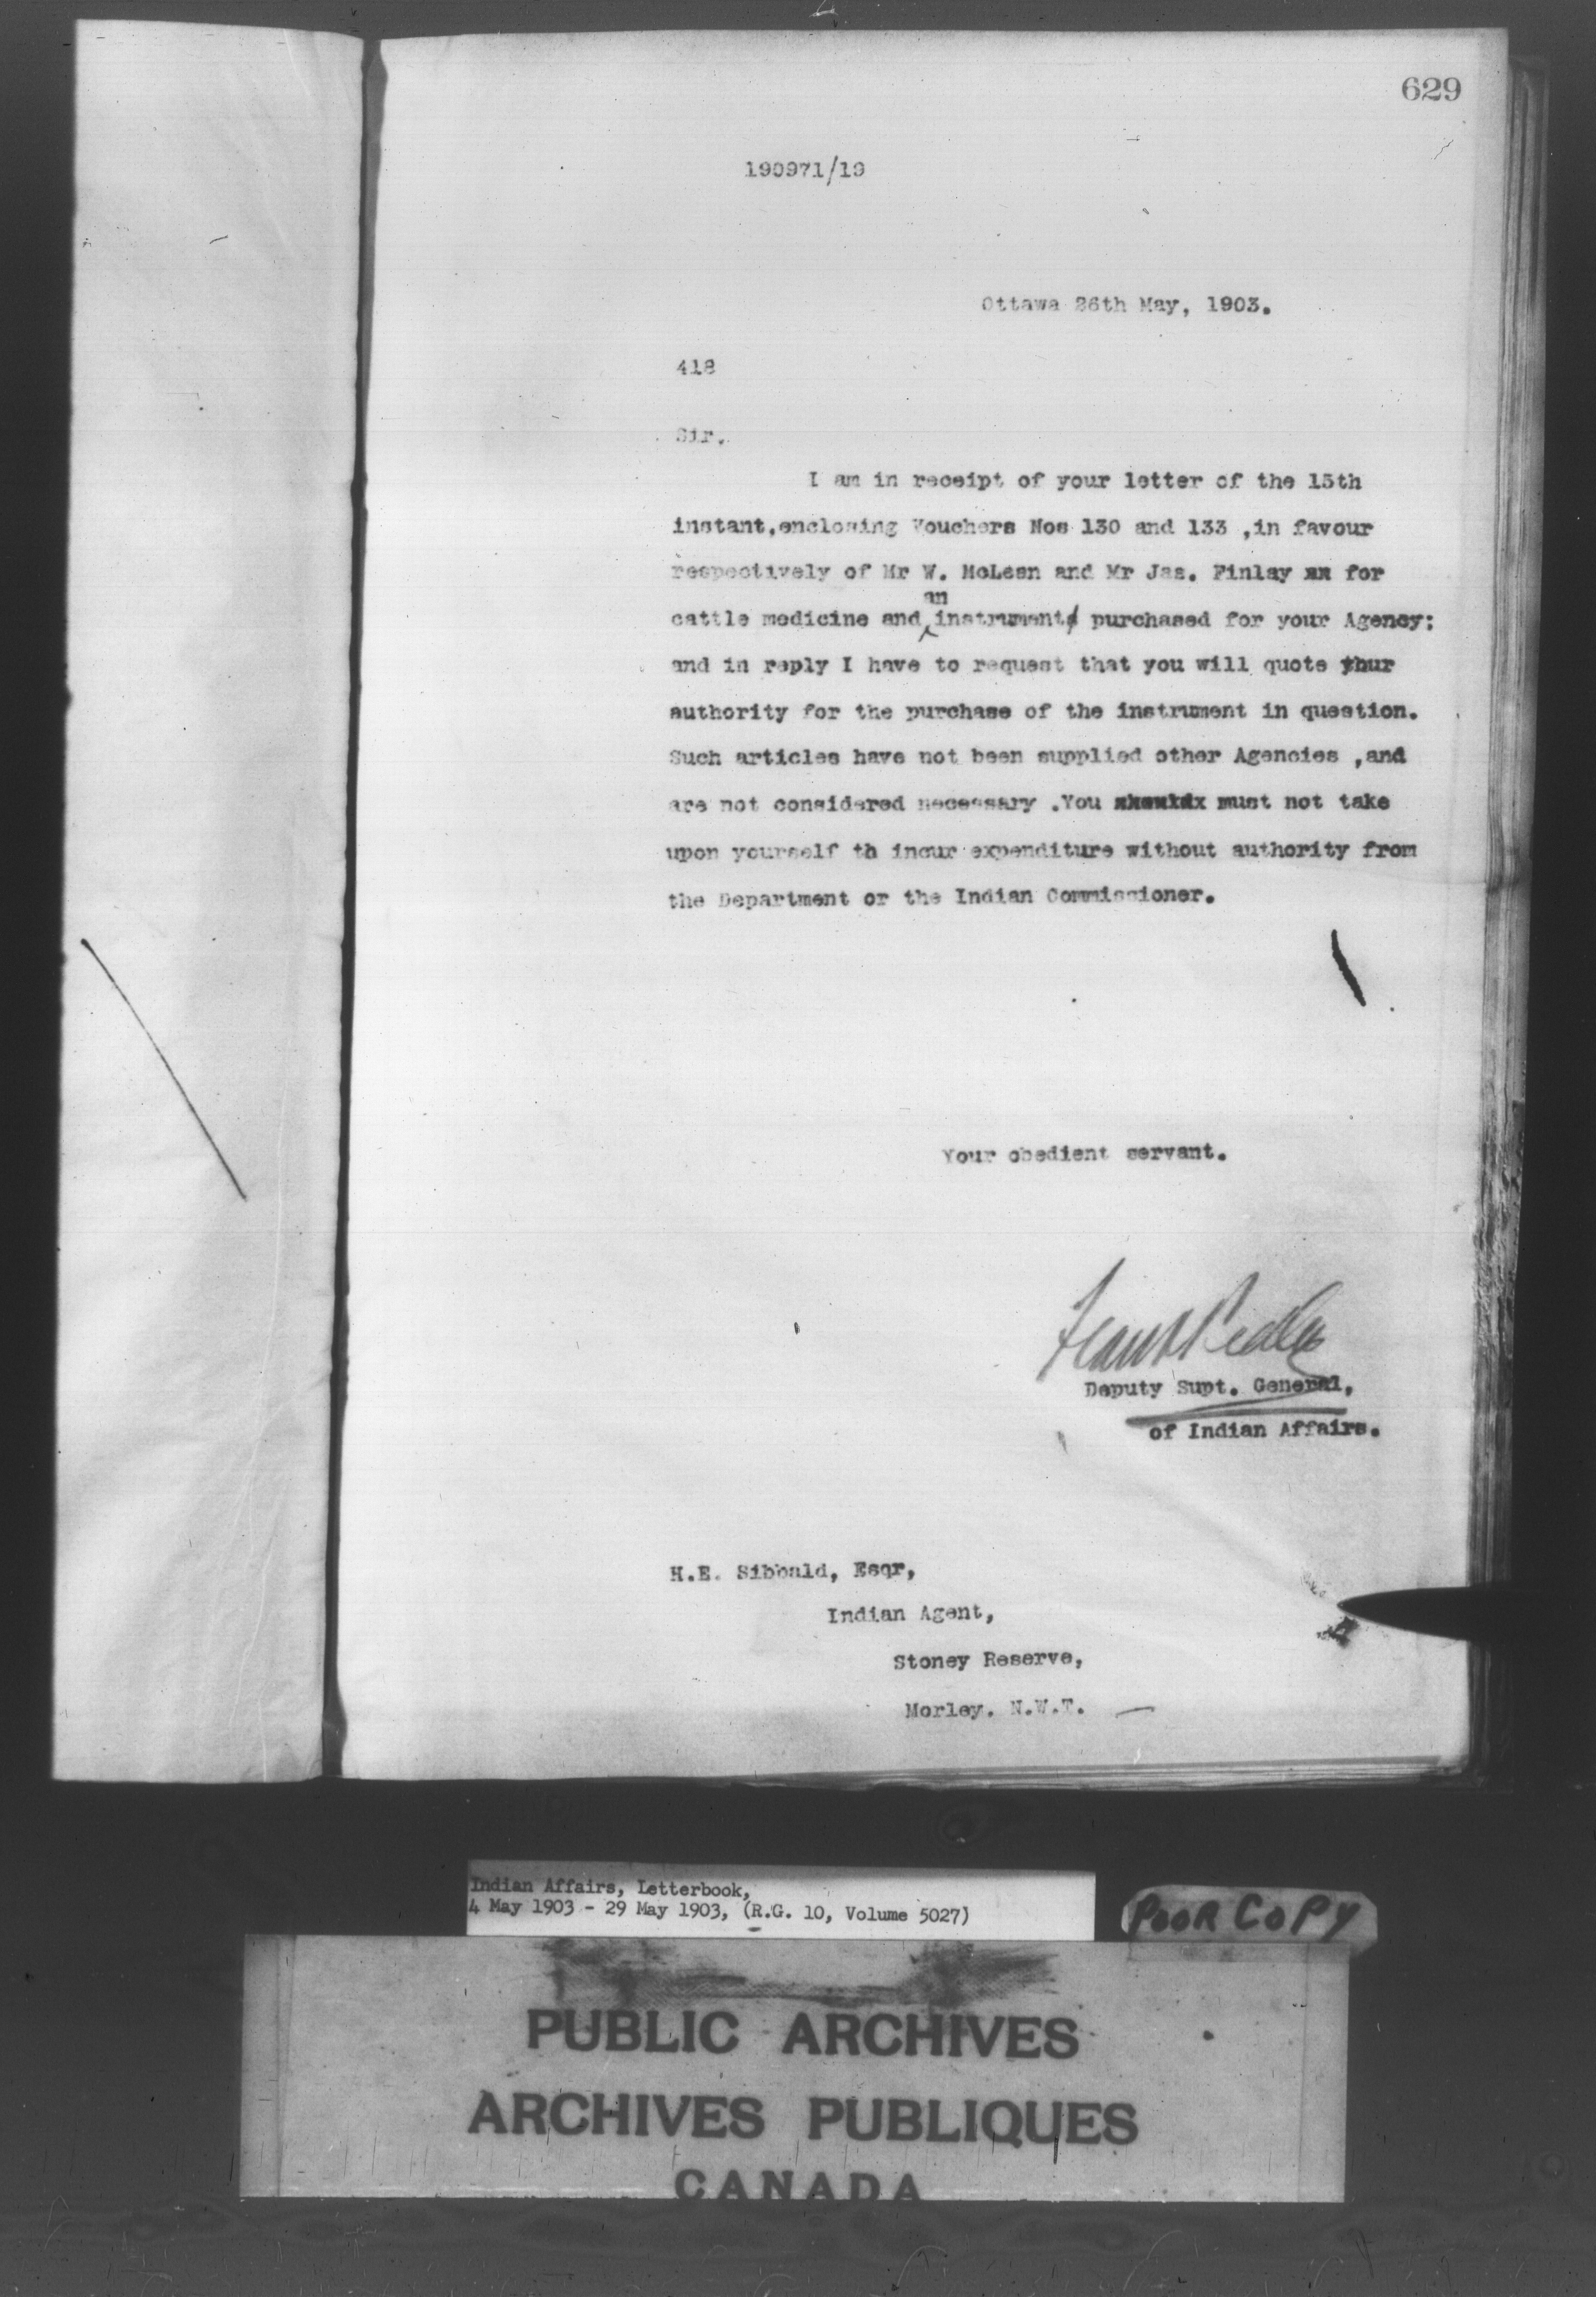 629
190971/19
Ottawa 26th May, 1903.
418
Sir,
I am in receipt of your letter of the 15th
instant,enclosing Vouchers Nos 130 and 133 ,in favour
respectively of Mr W. McLean and Mr Jas. Finlay xx for
an
cattle medicine and instrument purchased for your Agency;
and in reply I have to request that you will quote your
authority for the purchase of the instrument in question.
Such articles have not been supplied other Agencies ,and
are not considered necessary .You must not take
upon yourself th incur expenditure without authority from
the Department or the Indian Commissioner.
Your obedient servant.
Frank Pedley
Deputy Supt. General,
of Indian Affairs.
H.E. Sibbald, Esqr,
Indian Agent,
Stoney Reserve,
Morley. N.W.T.
Indian Affairs, Letterbook,
4 May 1903 - 29 May 1903, (R.G. 10, Volume 5027)
POOR COPY
PUBLIC ARCHIVES
ARCHIVES PUBLIQUES
CANADA